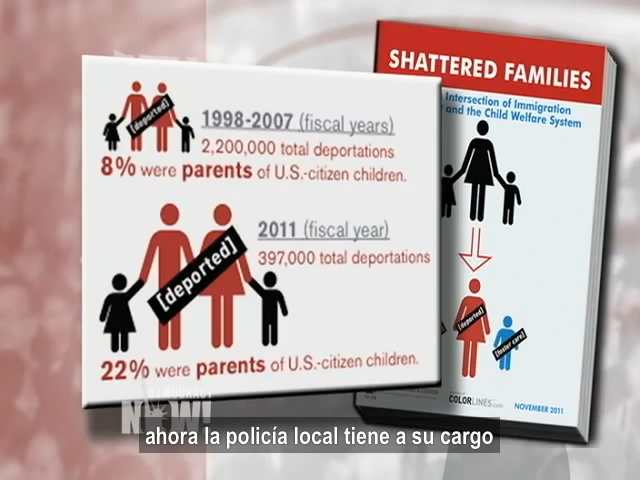 SHATTERED FAMILIES
Intersection of Immigration
and the Child Welfare System
[deported]
1998-2007 (fiscal years)
2,200,000 total deportations
8% were parents of U.S.-citizen children.
[deported]
2011 (fiscal year)
397,000 total deportations
22% were parents of U.S.-citizen children.
[deported]
[foster care]
COLORLINES.com
NOVEMBER 2011
DEMOCRACY
NOW!
ahora la policía local tiene a su cargo